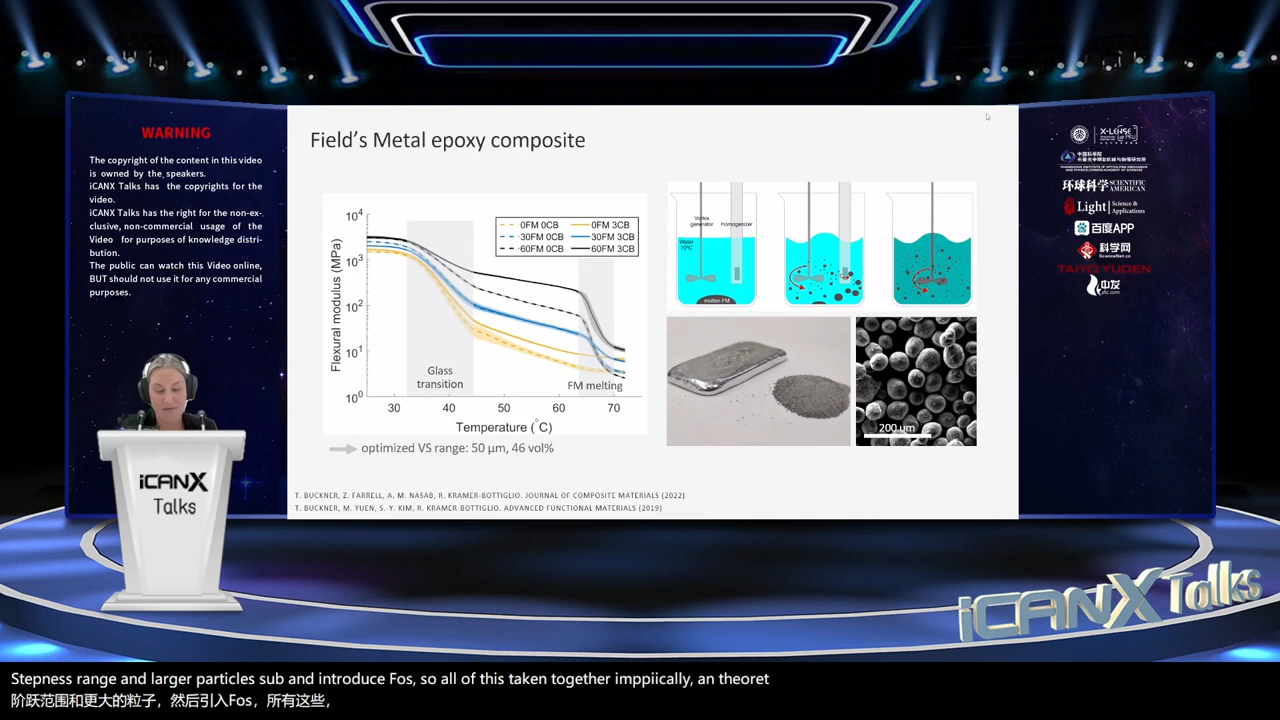 WARNING
The copyright of the content in this video
is owned by the speakers.
iCANX Talks has the copyrights for the
video.
iCANX Talks has the right for the non-ex-
clusive, non-commercial usage of the
Video for purposes of knowledge distri-
bution.
The public can watch this Video online,
BUT should not use it for any commercial
purposes.
Field's Metal epoxy composite
Flexural modulus (MPa)
10⁴
10³
10²
10¹
10⁰
0FM 0CB
0FM 3CB
30FM 0CB
30FM 3CB
60FM 0CB
60FM 3CB
Glass
transition
FM melting
30
40
50
60
70
Temperature (°C)
optimized VS range: 50 µm, 46 vol%
Vortex
generator
Homogenizer
Water
70°C
molten FM
200 um
T. BUCKNER, Z. FARRELL, A. M. NASAB, R. KRAMER-BOTTIGLIO. JOURNAL OF COMPOSITE MATERIALS (2022)
T. BUCKNER, M. YUEN, S.-Y. KIM, R. KRAMER-BOTTIGLIO. ADVANCED FUNCTIONAL MATERIALS (2019)
X-LENSE
环球科学 SCIENTIFIC AMERICAN
Light Science & Applications
百度APP
科学网
ScienceNet.cn
TAIYO YUDEN
中友
iCANX
Talks
iCANX Talks
Stepness range and larger particles sub and introduce Fos, so all of this taken together imppiically, an theoret
阶跃范围和更大的粒子，然后引入Fos，所有这些，